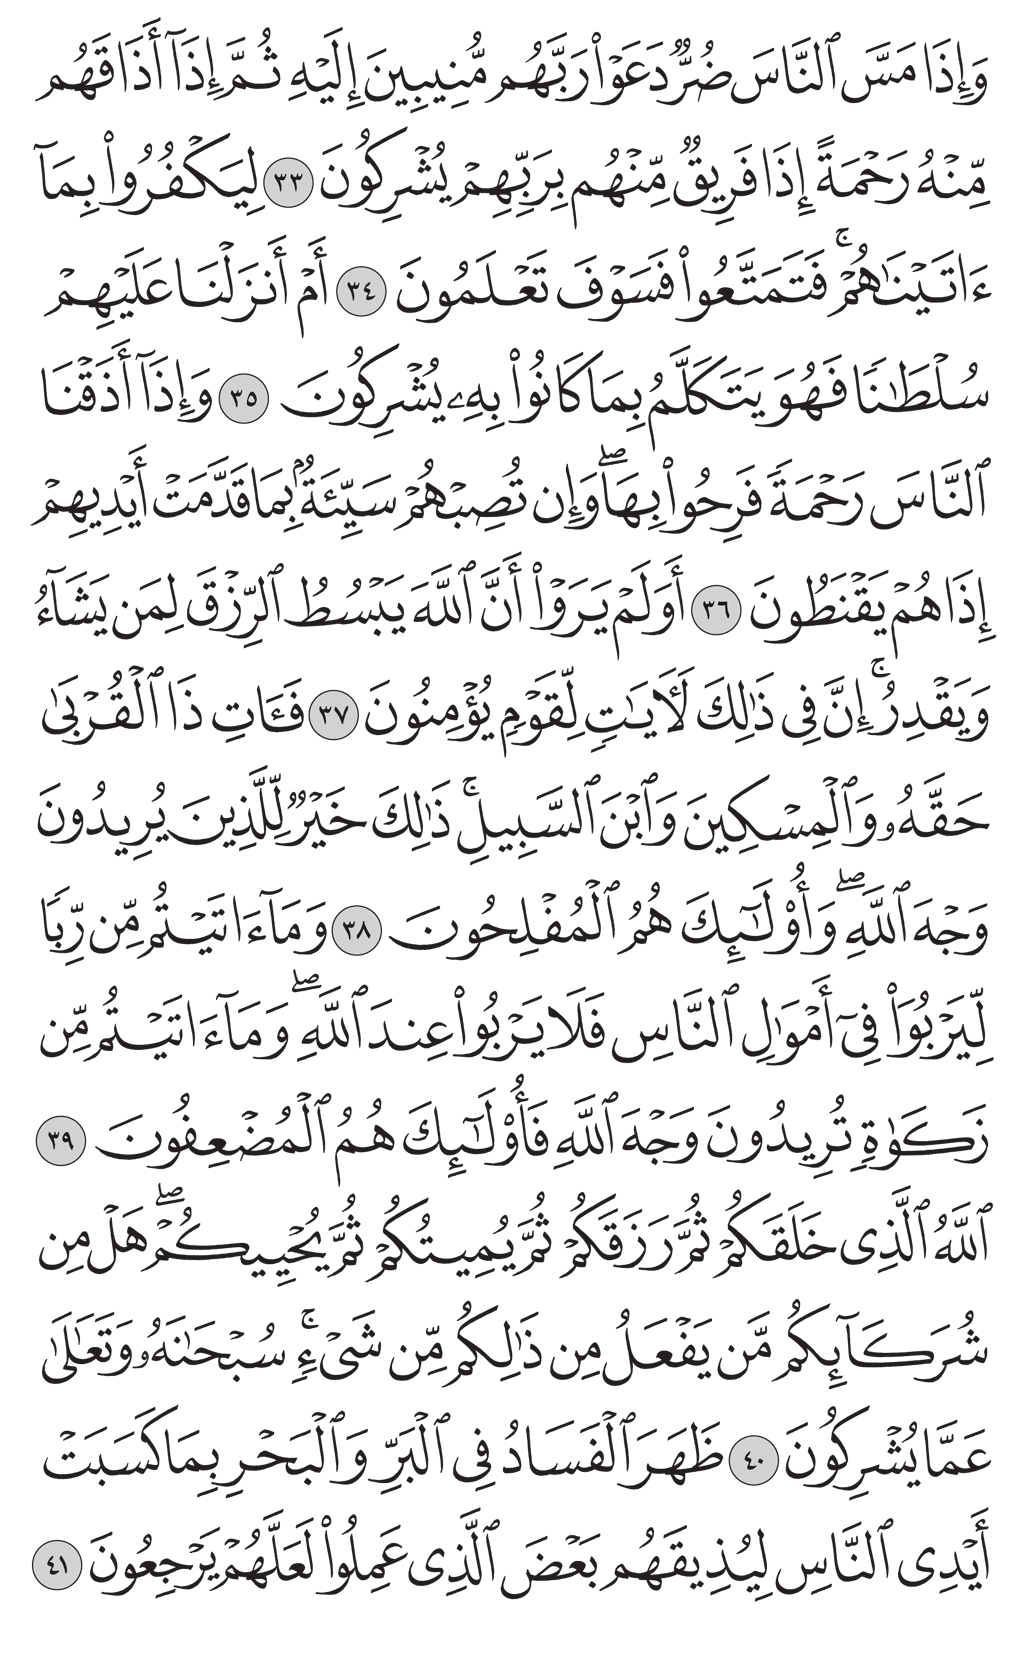 وَإِذَا مَسَّ ٱلنَّاسَ ضُرٌّ دَعَوْا۟ رَبَّهُم مُّنِيبِينَ إِلَيْهِ ثُمَّ إِذَآ أَذَاقَهُم
مِّنْهُ رَحْمَةً إِذَا فَرِيقٌ مِّنْهُم بِرَبِّهِمْ يُشْرِكُونَ ٣٣ لِيَكْفُرُوا۟ بِمَآ
ءَاتَيْنَٰهُمْ ۚ فَتَمَتَّعُوا۟ فَسَوْفَ تَعْلَمُونَ ٣٤ أَمْ أَنزَلْنَا عَلَيْهِمْ
سُلْطَٰنًا فَهُوَ يَتَكَلَّمُ بِمَا كَانُوا۟ بِهِۦ يُشْرِكُونَ ٣٥ وَإِذَآ أَذَقْنَا
ٱلنَّاسَ رَحْمَةً فَرِحُوا۟ بِهَا ۖ وَإِن تُصِبْهُمْ سَيِّئَةٌۢ بِمَا قَدَّمَتْ أَيْدِيهِمْ
إِذَا هُمْ يَقْنَطُونَ ٣٦ أَوَلَمْ يَرَوْا۟ أَنَّ ٱللَّهَ يَبْسُطُ ٱلرِّزْقَ لِمَن يَشَآءُ
وَيَقْدِرُ ۚ إِنَّ فِى ذَٰلِكَ لَـَٔايَٰتٍ لِّقَوْمٍ يُؤْمِنُونَ ٣٧ فَـَٔاتِ ذَا ٱلْقُرْبَىٰ
حَقَّهُۥ وَٱلْمِسْكِينَ وَٱبْنَ ٱلسَّبِيلِ ۚ ذَٰلِكَ خَيْرٌ لِّلَّذِينَ يُرِيدُونَ
وَجْهَ ٱللَّهِ ۖ وَأُو۟لَٰٓئِكَ هُمُ ٱلْمُفْلِحُونَ ٣٨ وَمَآ ءَاتَيْتُم مِّن رِّبًا
لِّيَرْبُوَا۟ فِىٓ أَمْوَٰلِ ٱلنَّاسِ فَلَا يَرْبُوا۟ عِندَ ٱللَّهِ ۖ وَمَآ ءَاتَيْتُم مِّن
زَكَوٰةٍ تُرِيدُونَ وَجْهَ ٱللَّهِ فَأُو۟لَٰٓئِكَ هُمُ ٱلْمُضْعِفُونَ ٣٩
ٱللَّهُ ٱلَّذِى خَلَقَكُمْ ثُمَّ رَزَقَكُمْ ثُمَّ يُمِيتُكُمْ ثُمَّ يُحْيِيكُمْ ۖ هَلْ مِن
شُرَكَآئِكُم مَّن يَفْعَلُ مِن ذَٰلِكُم مِّن شَىْءٍ ۚ سُبْحَٰنَهُۥ وَتَعَٰلَىٰ
عَمَّا يُشْرِكُونَ ٤٠ ظَهَرَ ٱلْفَسَادُ فِى ٱلْبَرِّ وَٱلْبَحْرِ بِمَا كَسَبَتْ
أَيْدِى ٱلنَّاسِ لِيُذِيقَهُم بَعْضَ ٱلَّذِى عَمِلُوا۟ لَعَلَّهُمْ يَرْجِعُونَ ٤١